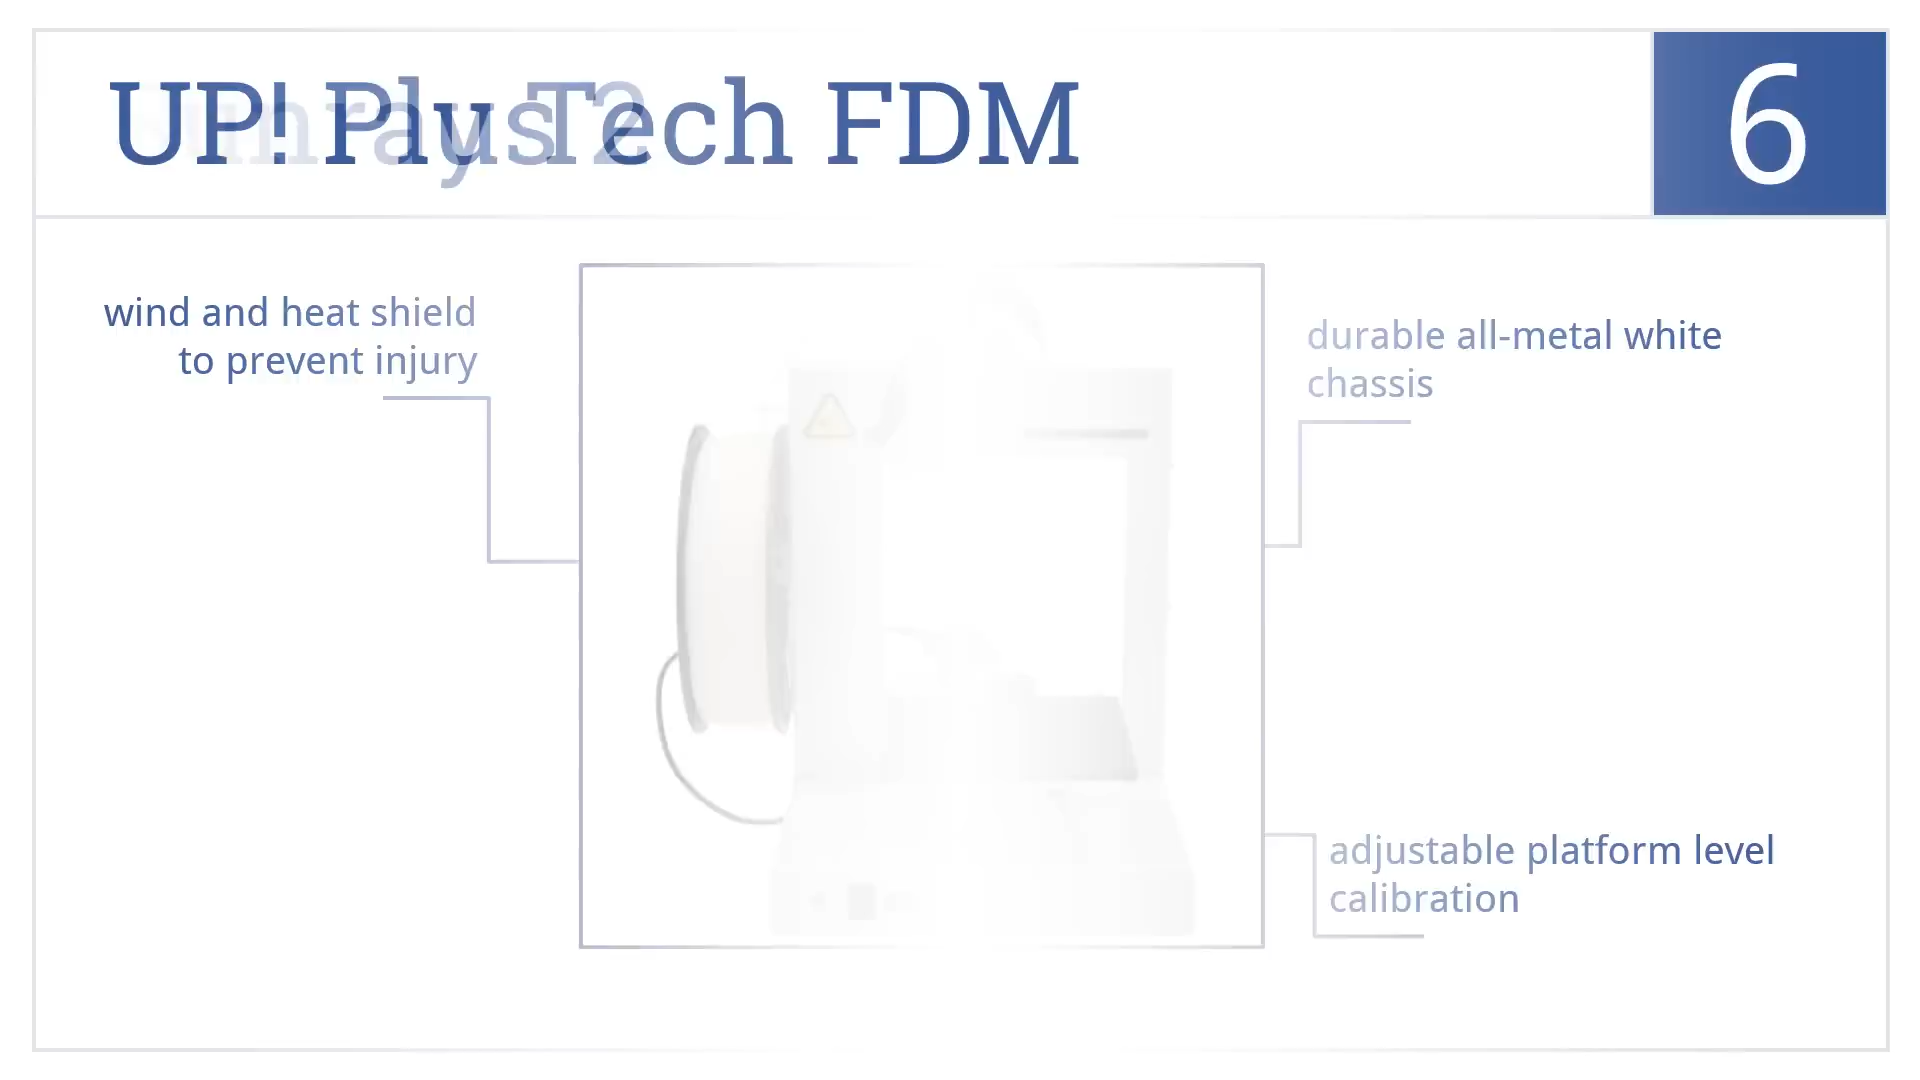 UP! Plus 2
Tech FDM
6
wind and heat shield
to prevent injury
durable all-metal white
chassis
adjustable platform level
calibration